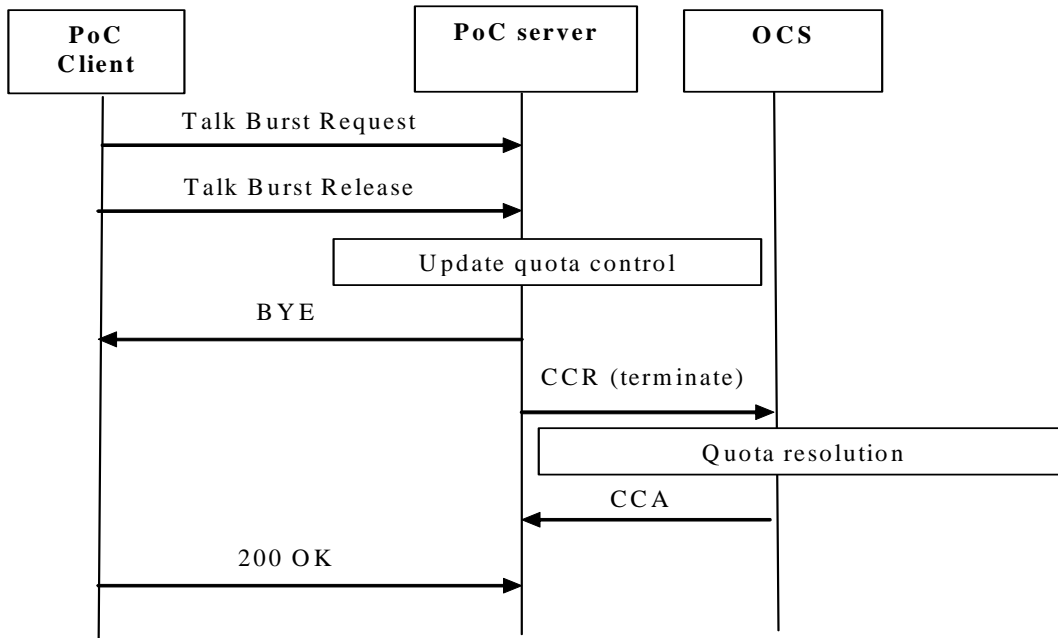 PoC
Client
PoC server
OCS
Talk Burst Request
Talk Burst Release
Update quota control
BYE
CCR (terminate)
Quota resolution
CCA
200 OK